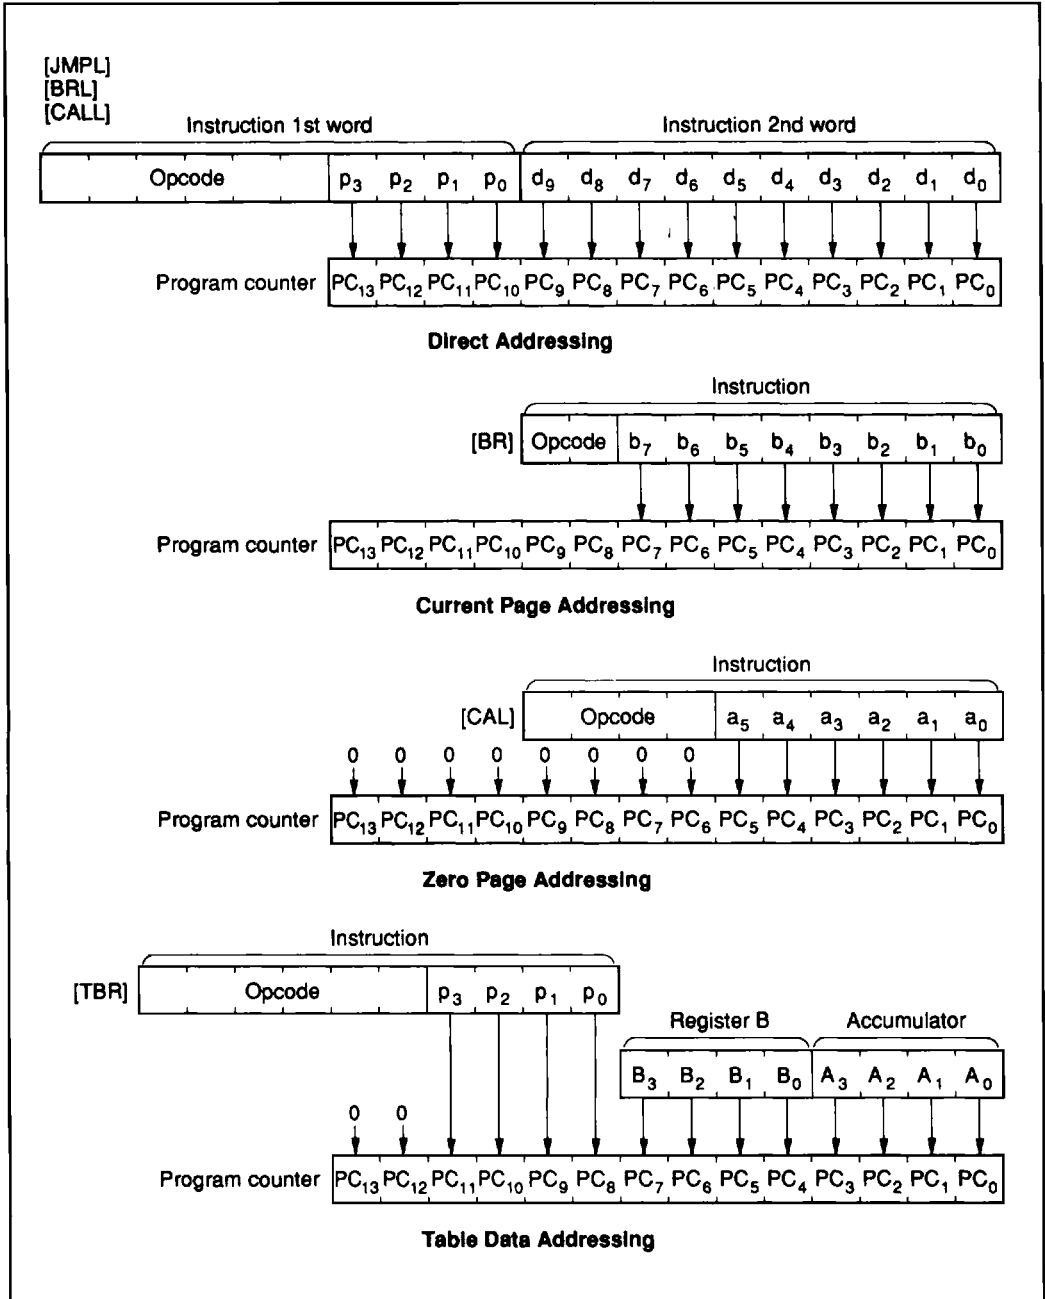 [JMPL]
[BRL]
[CALL]
Instruction 1st word Instruction 2nd word
Opcode p3 p2 p1 p0 d9 d8 d7 d6 d5 d4 d3 d2 d1 d0
Program counter PC13 PC12 PC11 PC10 PC9 PC8 PC7 PC6 PC5 PC4 PC3 PC2 PC1 PC0
Direct Addressing
Instruction
[BR] Opcode b7 b6 b5 b4 b3 b2 b1 b0
Program counter PC13 PC12 PC11 PC10 PC9 PC8 PC7 PC6 PC5 PC4 PC3 PC2 PC1 PC0
Current Page Addressing
Instruction
[CAL] Opcode a5 a4 a3 a2 a1 a0
0 0 0 0 0 0 0 0
Program counter PC13 PC12 PC11 PC10 PC9 PC8 PC7 PC6 PC5 PC4 PC3 PC2 PC1 PC0
Zero Page Addressing
Instruction
[TBR] Opcode p3 p2 p1 p0
Register B Accumulator
B3 B2 B1 B0 A3 A2 A1 A0
0 0
Program counter PC13 PC12 PC11 PC10 PC9 PC8 PC7 PC6 PC5 PC4 PC3 PC2 PC1 PC0
Table Data Addressing